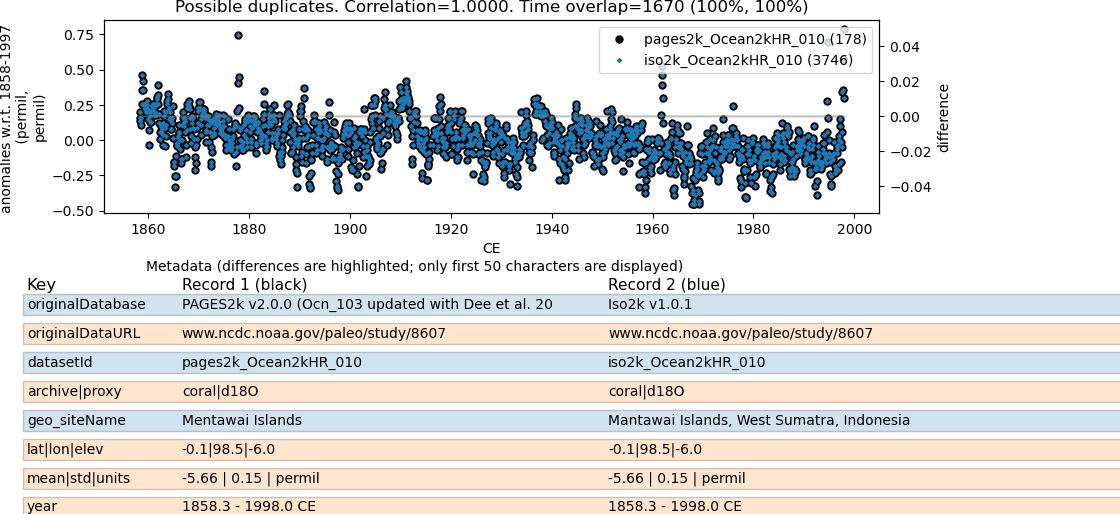 Possible duplicates. Correlation=1.0000. Time overlap=1670 (100%, 100%)
anomalies w.r.t. 1858-1997
(permil,
permil)
0.75
0.50
0.25
0.00
−0.25
−0.50
pages2k_Ocean2kHR_010 (178)
iso2k_Ocean2kHR_010 (3746)
0.04
0.02
0.00
−0.02
−0.04
difference
1860 1880 1900 1920 1940 1960 1980 2000
CE
Metadata (differences are highlighted; only first 50 characters are displayed)
Key Record 1 (black) Record 2 (blue)
originalDatabase PAGES2k v2.0.0 (Ocn_103 updated with Dee et al. 20 Iso2k v1.0.1
originalDataURL www.ncdc.noaa.gov/paleo/study/8607 www.ncdc.noaa.gov/paleo/study/8607
datasetId pages2k_Ocean2kHR_010 iso2k_Ocean2kHR_010
archive|proxy coral|d18O coral|d18O
geo_siteName Mentawai Islands Mantawai Islands, West Sumatra, Indonesia
lat|lon|elev -0.1|98.5|-6.0 -0.1|98.5|-6.0
mean|std|units -5.66 | 0.15 | permil -5.66 | 0.15 | permil
year 1858.3 - 1998.0 CE 1858.3 - 1998.0 CE